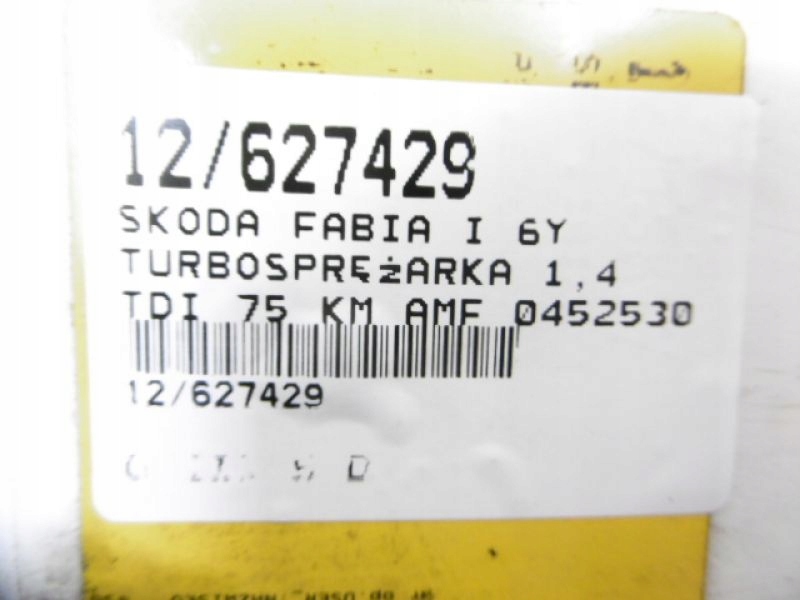 12/627429
SKODA FABIA I 6Y
TURBOSPRĘŻARKA 1,4
TDI 75 KM AMF 0452530
12/627429